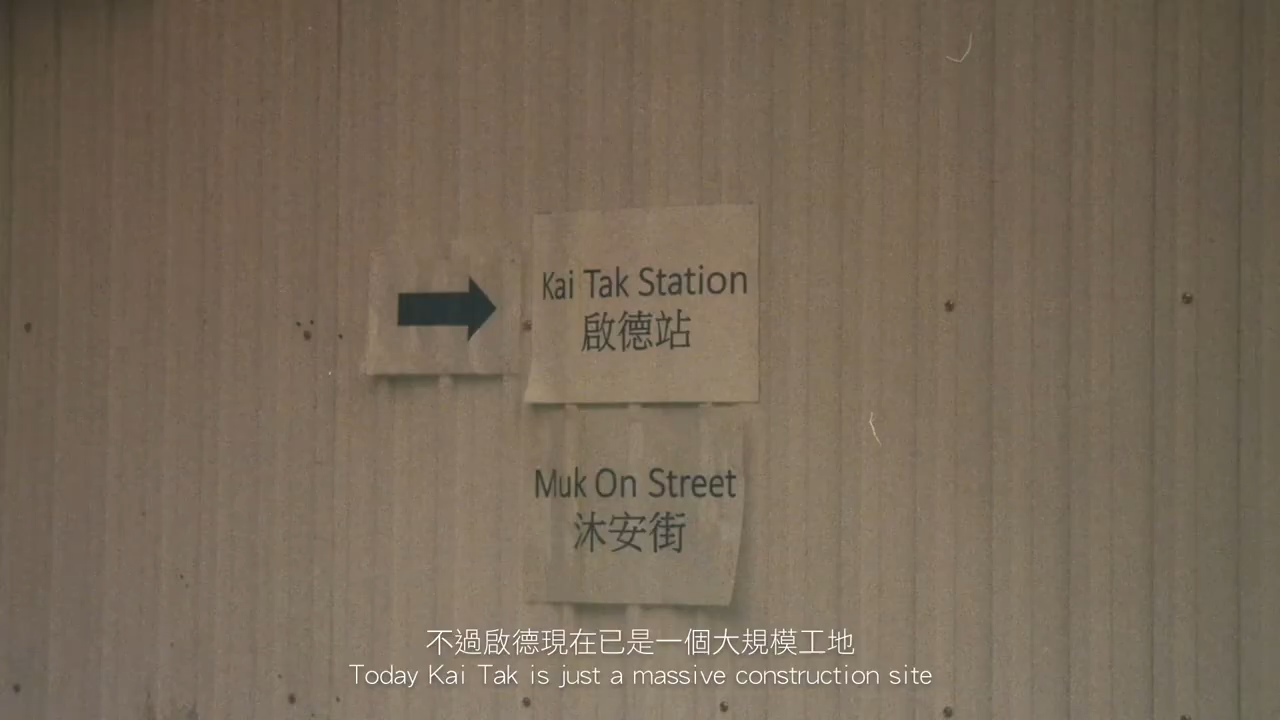 Kai Tak Station
啟德站
Muk On Street
沐安街
不過啟德現在已是一個大規模工地
Today Kai Tak is just a massive construction site